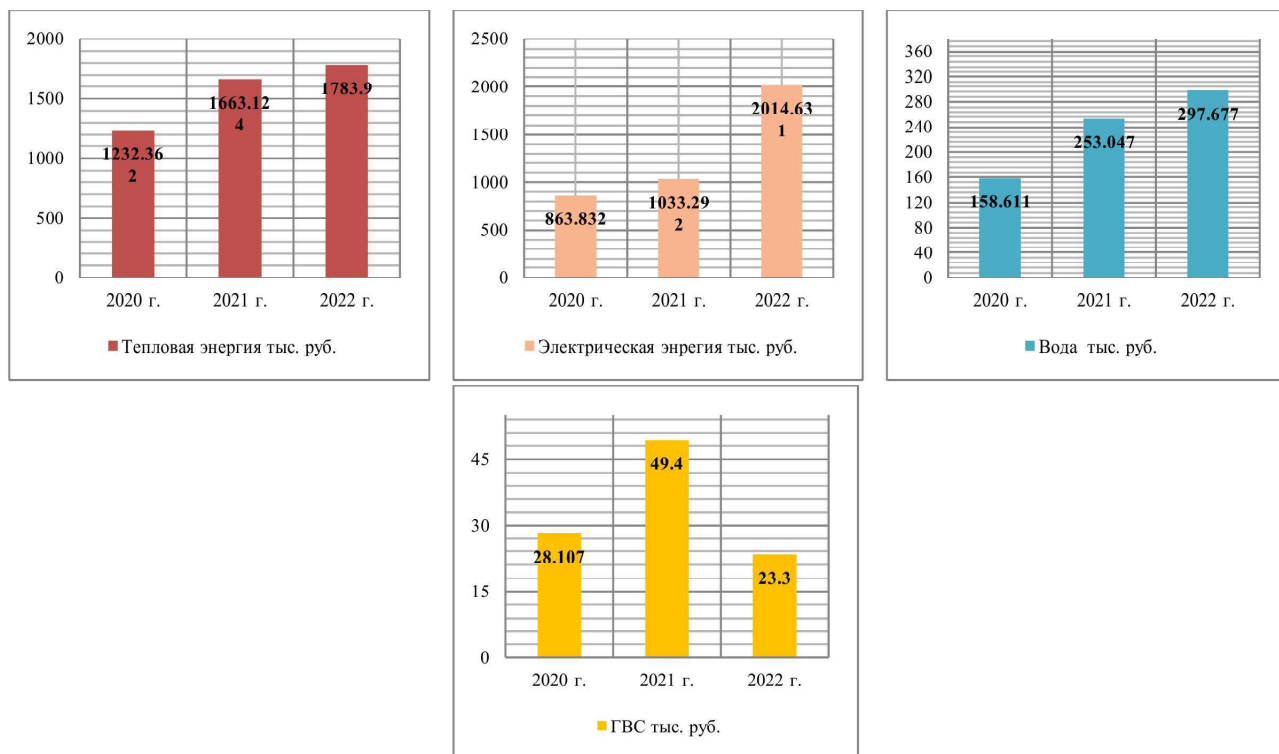 2000
1500
1000
500
0
1232.36
2
1663.12
4
1783.9
2020 г.
2021 г.
2022 г.
Тепловая энергия тыс. руб.
2500
2000
1500
1000
500
0
863.832
1033.29
2
2014.63
1
2020 г.
2021 г.
2022 г.
Электрическая энрегия тыс. руб.
360
320
280
240
200
160
120
80
40
0
158.611
253.047
297.677
2020 г.
2021 г.
2022 г.
Вода тыс. руб.
45
30
15
0
28.107
49.4
23.3
2020 г.
2021 г.
2022 г.
ГВС тыс. руб.